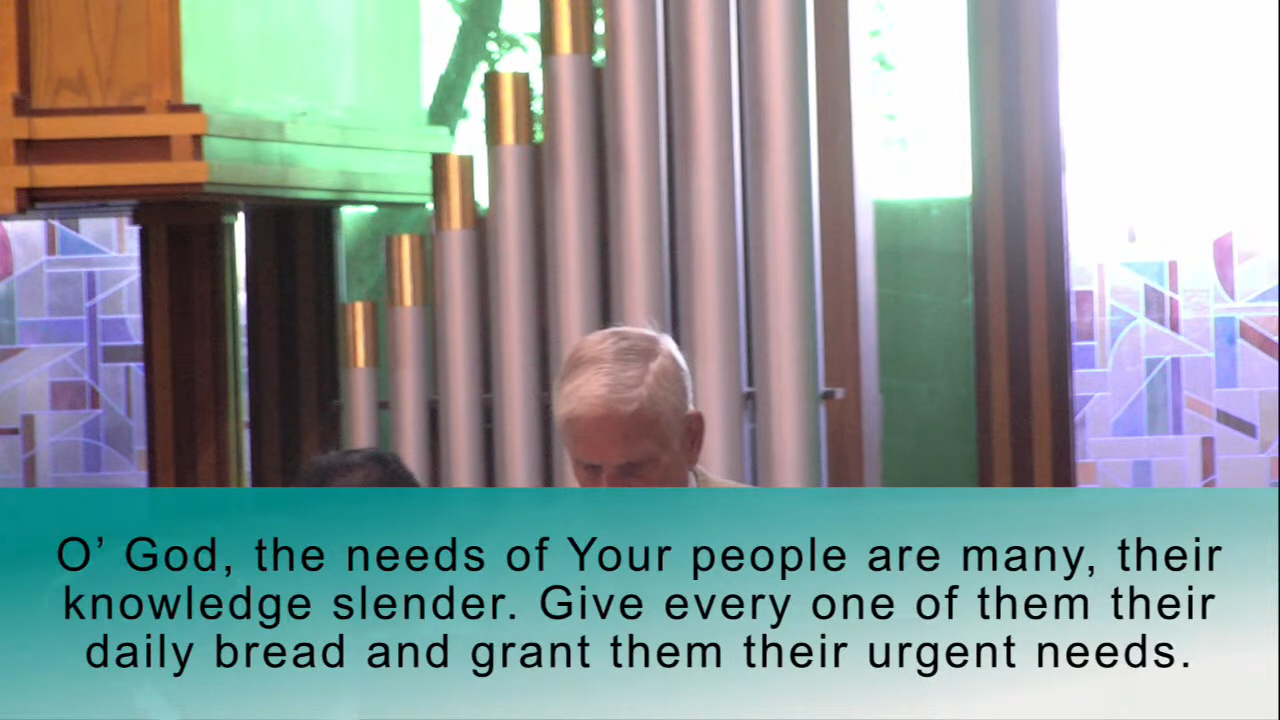 O’ God, the needs of Your people are many, their
knowledge slender. Give every one of them their
daily bread and grant them their urgent needs.